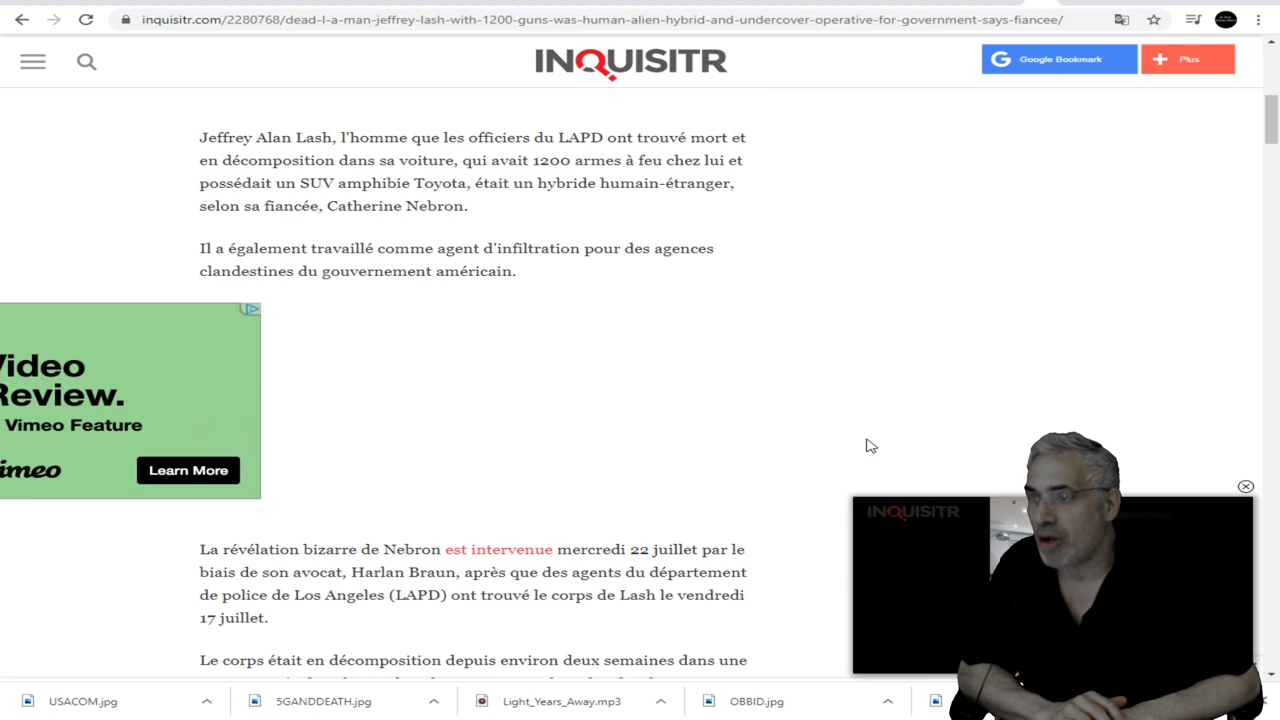 inquisitr.com/2280768/dead-l-a-man-jeffrey-lash-with-1200-guns-was-human-alien-hybrid-and-undercover-operative-for-government-says-fiancee/
INQUISITR
Google Bookmark
Plus
Jeffrey Alan Lash, l'homme que les officiers du LAPD ont trouvé mort et
en décomposition dans sa voiture, qui avait 1200 armes à feu chez lui et
possédait un SUV amphibie Toyota, était un hybride humain-étranger,
selon sa fiancée, Catherine Nebron.
Il a également travaillé comme agent d'infiltration pour des agences
clandestines du gouvernement américain.
Video
Review.
Vimeo Feature
vimeo
Learn More
INQUISITR
La révélation bizarre de Nebron est intervenue mercredi 22 juillet par le
biais de son avocat, Harlan Braun, après que des agents du département
de police de Los Angeles (LAPD) ont trouvé le corps de Lash le vendredi
17 juillet.
Le corps était en décomposition depuis environ deux semaines dans une
USACOM.jpg
5GANDDEATH.jpg
Light_Years_Away.mp3
OBBID.jpg